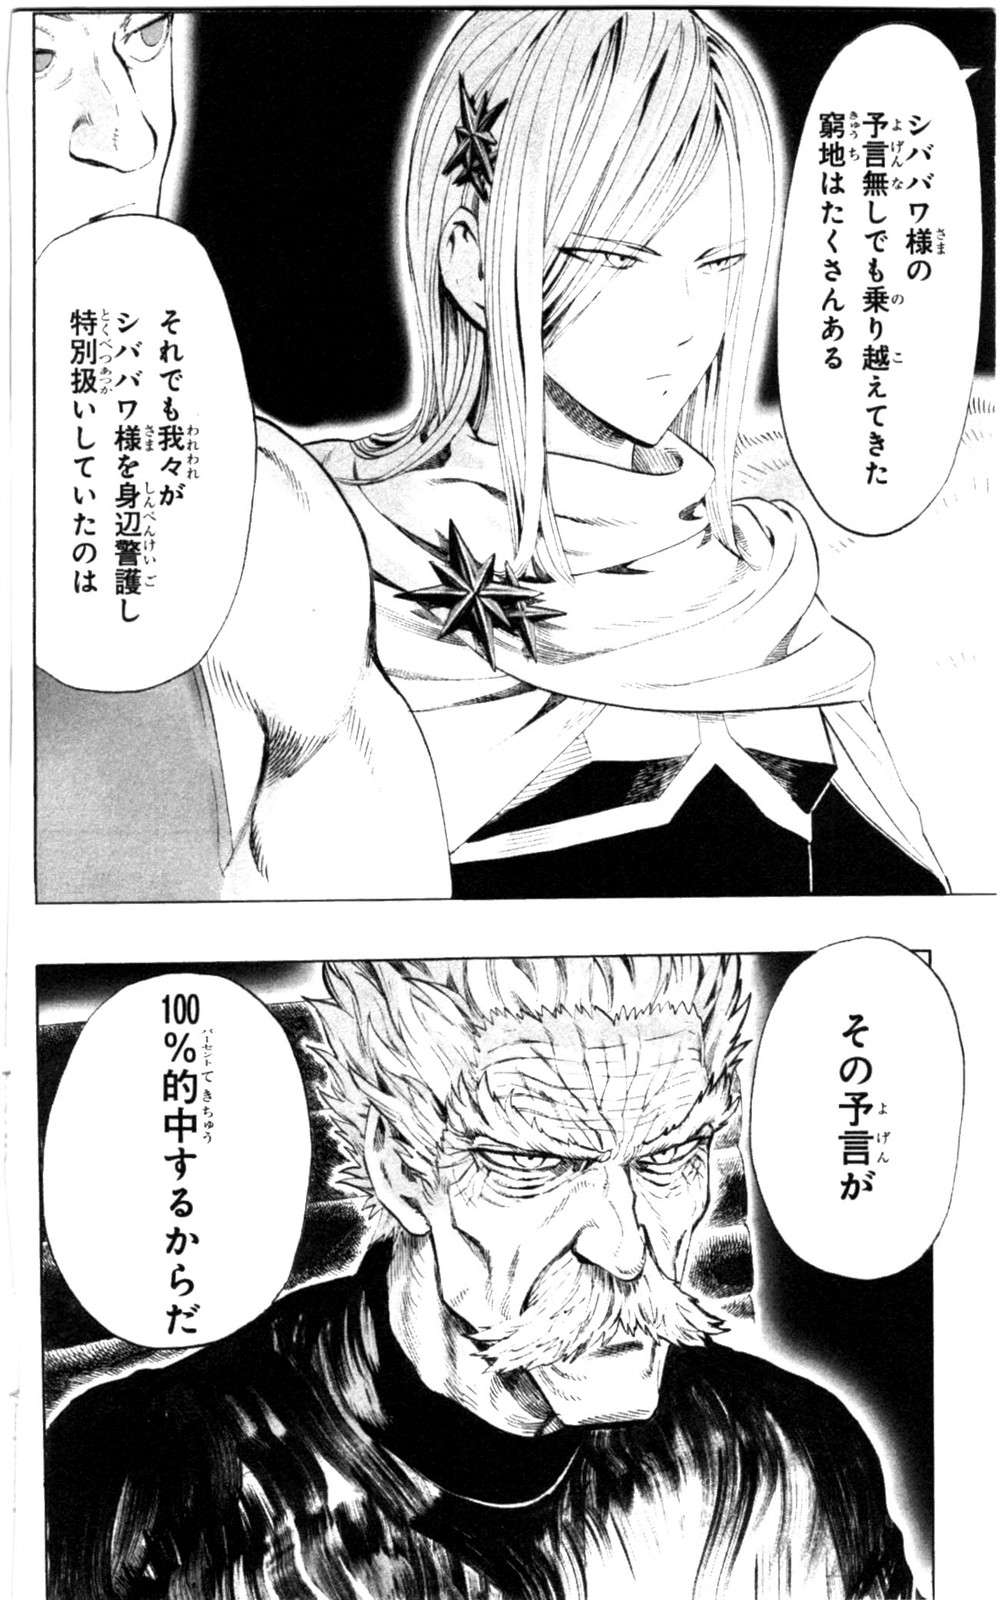 シババワ様の
予言無しでも乗り越えてきた
窮地はたくさんある
それでも我々が
シババワ様を身辺警護し
特別扱いしていたのは
その予言が
100%的中するからだ